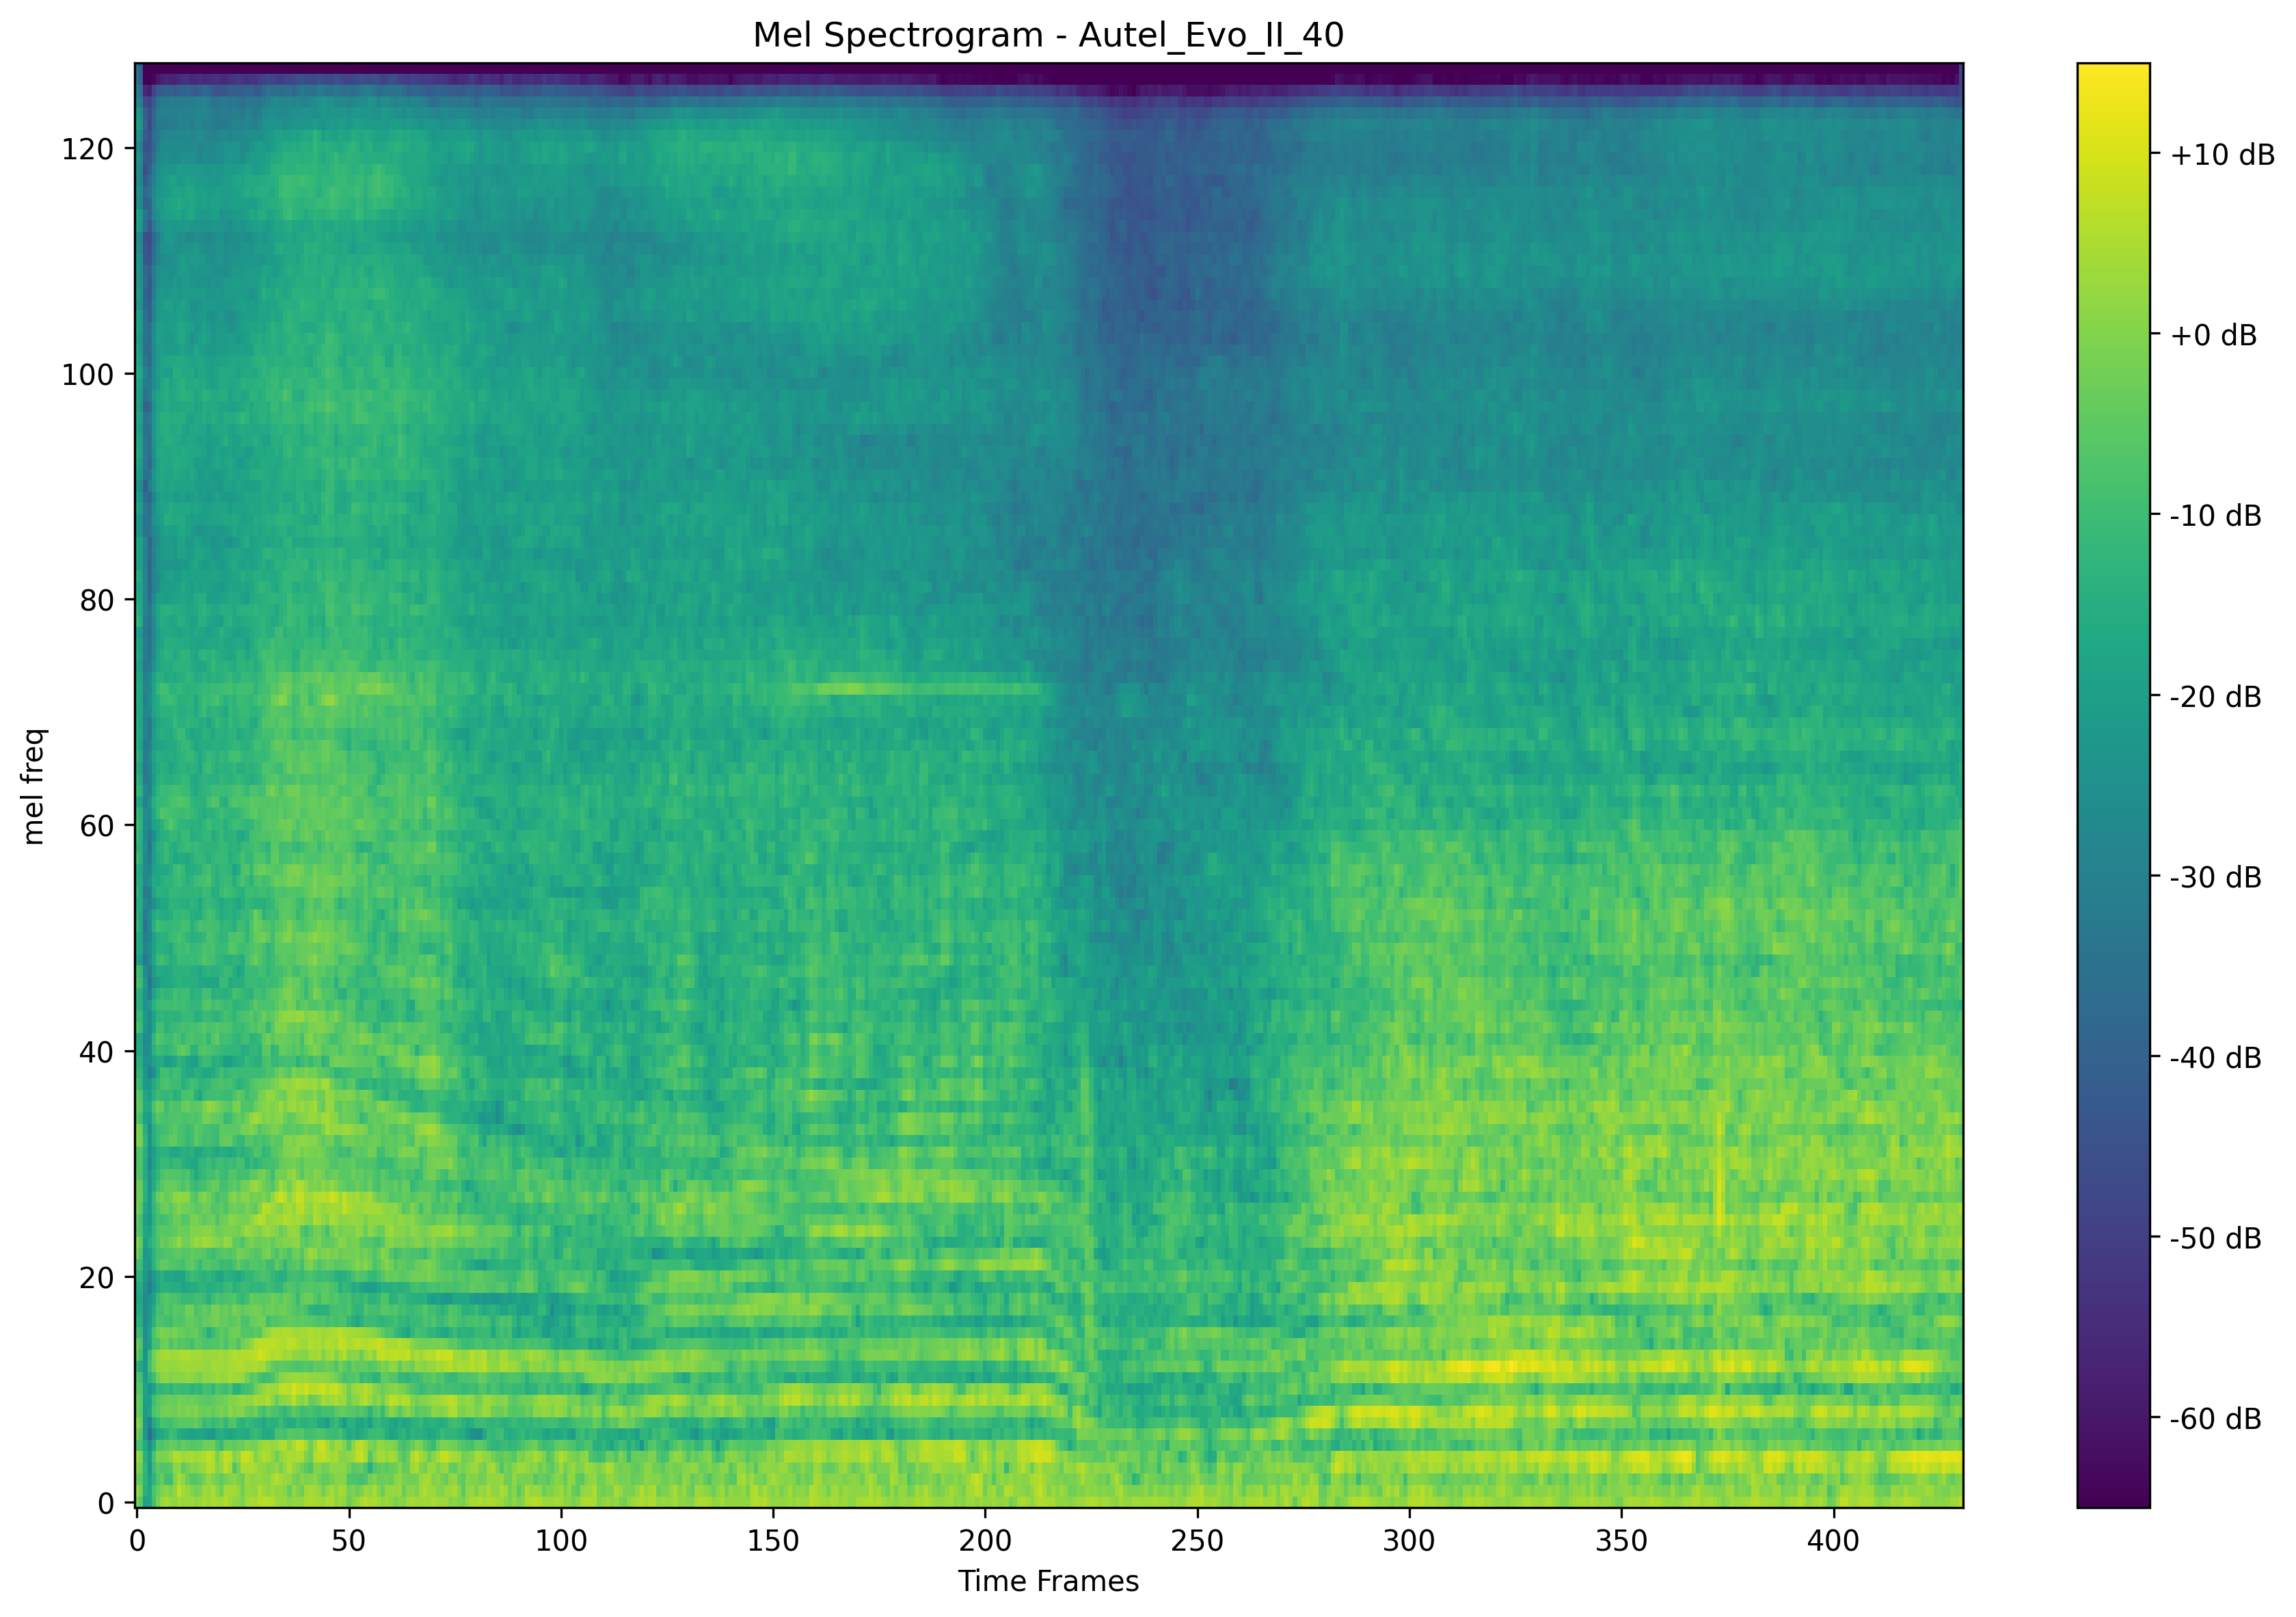 Mel Spectrogram - Autel_Evo_II_40
mel freq
120
100
80
60
40
20
0
0 50 100 150 200 250 300 350 400
Time Frames
+10 dB
+0 dB
-10 dB
-20 dB
-30 dB
-40 dB
-50 dB
-60 dB